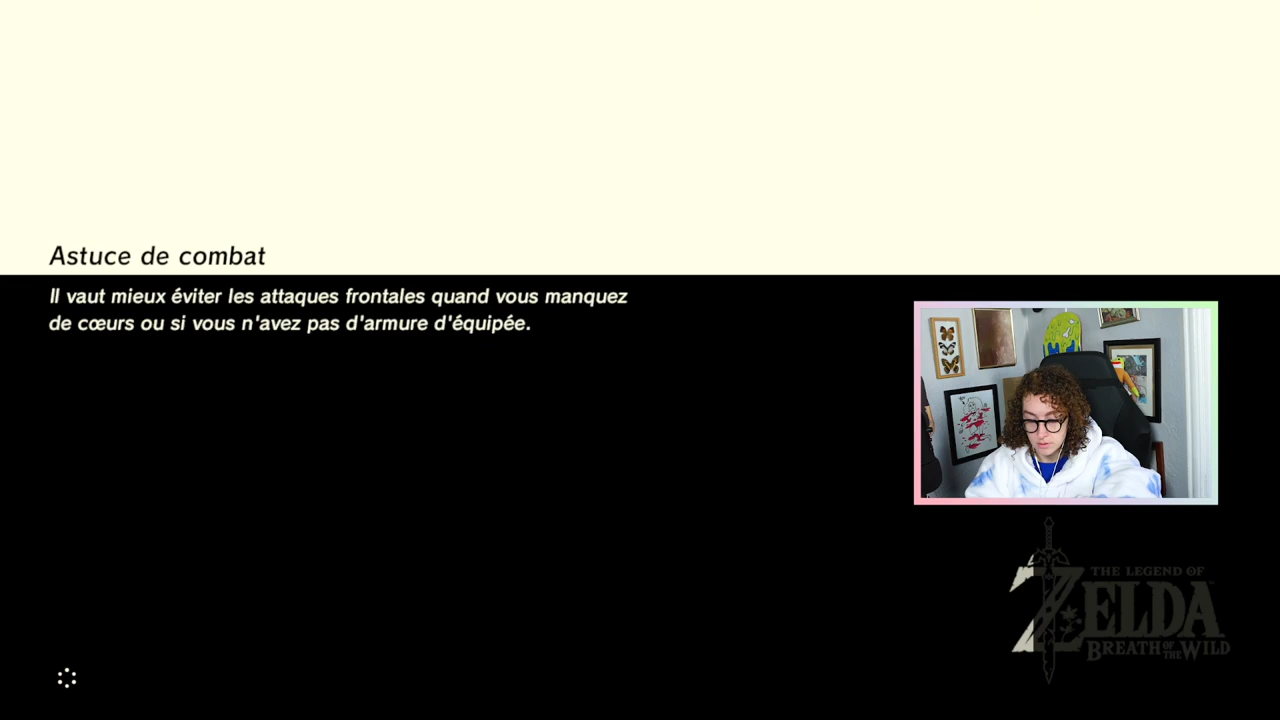 Astuce de combat
Il vaut mieux éviter les attaques frontales quand vous manquez
de cœurs ou si vous n'avez pas d'armure d'équipée.
THE LEGEND OF
ZELDA
BREATH OF THE WILD